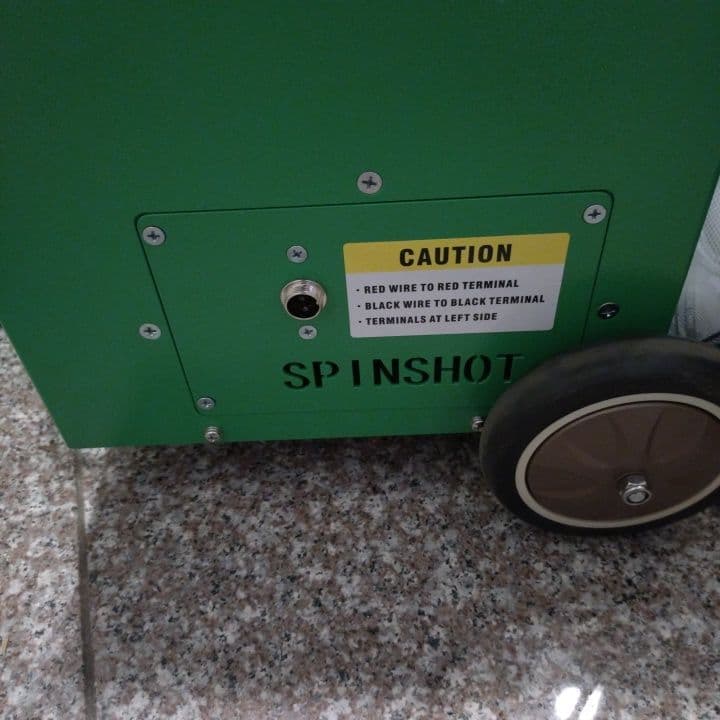 CAUTION
· RED WIRE TO RED TERMINAL
· BLACK WIRE TO BLACK TERMINAL
· TERMINALS AT LEFT SIDE
SPINSHOT